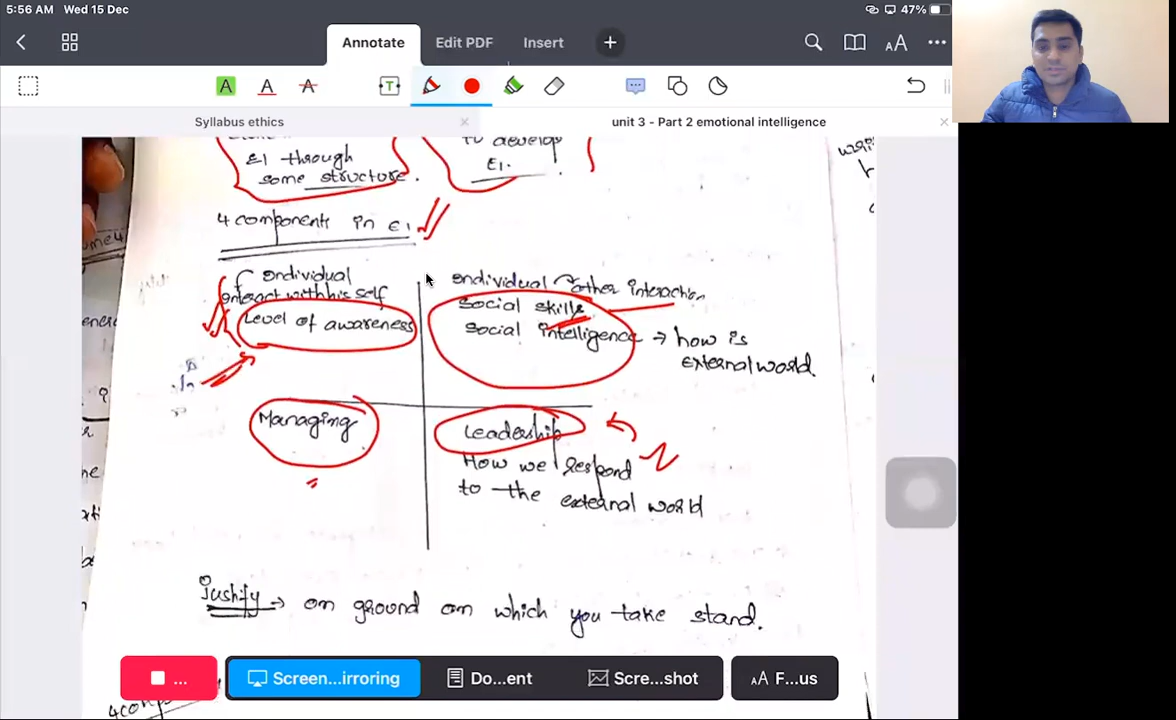 5:56 AM Wed 15 Dec
47%
Annotate
Edit PDF
Insert
AA
A A A T
Syllabus ethics
unit 3 - Part 2 emotional intelligence
EI through
some structure.
to develop
EI.
4 components in EI
individual
interact with his self
Level of awareness
individual other interaction
social skills
social intelligence → how is
external world.
Managing
Leadership
How we respond
to the external world
justify → on ground on which you take stand.
...
Screen...irroring
Do...ent
Scre...shot
AA F...us